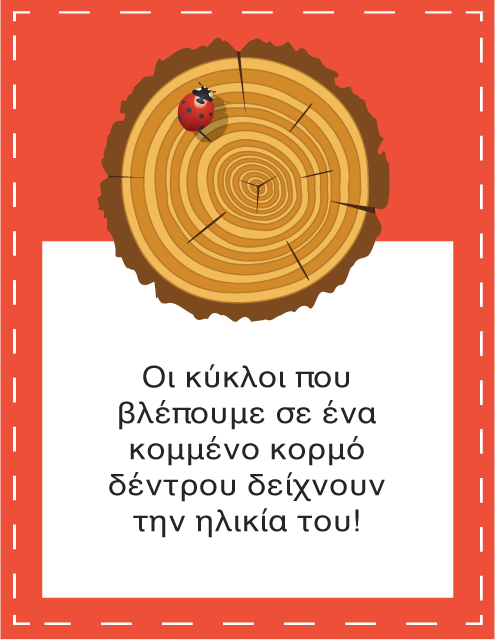 Οι κύκλοι που
βλέπουμε σε ένα
κομμένο κορμό
δέντρου δείχνουν
την ηλικία του!